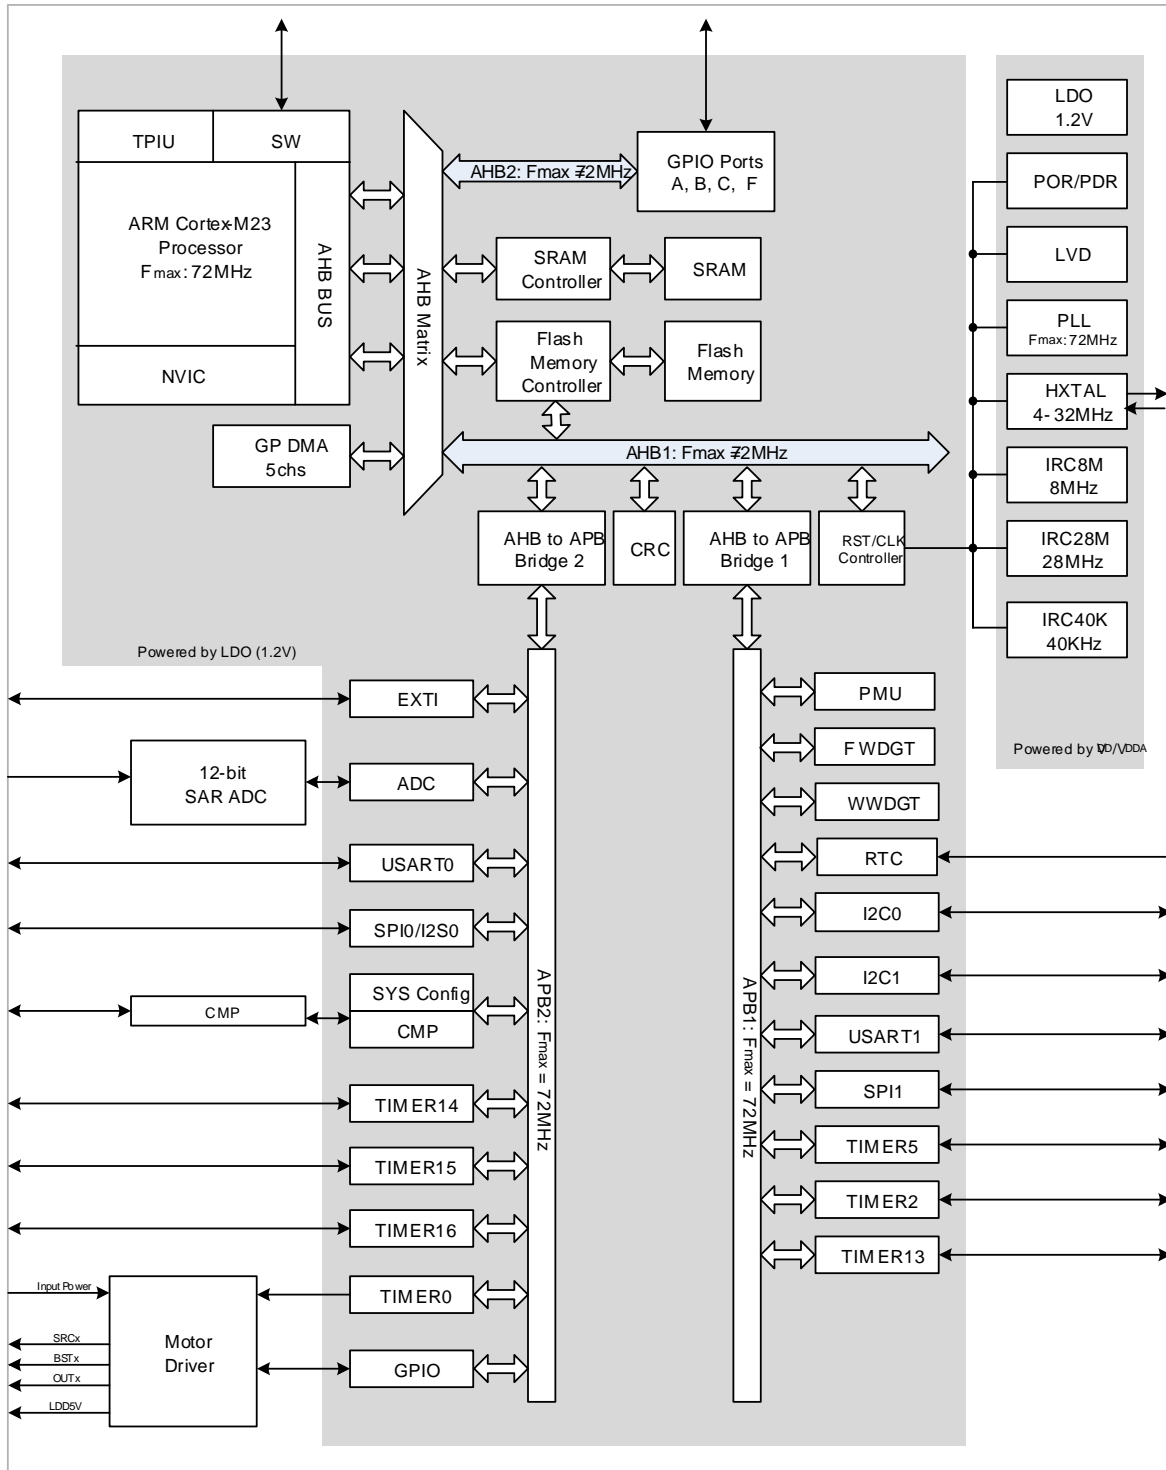 TPIU
SW
ARM Cortex-M23
Processor
Fmax: 72MHz
AHB BUS
NVIC
GP DMA
5chs
AHB Matrix
AHB2: Fmax = 72MHz
GPIO Ports
A, B, C, F
SRAM
Controller
SRAM
Flash
Memory
Controller
Flash
Memory
AHB1: Fmax = 72MHz
AHB to APB
Bridge 2
CRC
AHB to APB
Bridge 1
RST/CLK
Controller
LDO
1.2V
POR/PDR
LVD
PLL
Fmax: 72MHz
HXTAL
4-32MHz
IRC8M
8MHz
IRC28M
28MHz
IRC40K
40KHz
Powered by VDD/VDDA
Powered by LDO (1.2V)
EXTI
12-bit
SAR ADC
ADC
USART0
SPI0/I2S0
CMP
SYS Config
CMP
TIMER14
TIMER15
TIMER16
Input Power
SRCx
BSTx
OUTx
LDD5V
Motor
Driver
TIMER0
GPIO
APB2: Fmax = 72MHz
APB1: Fmax = 72MHz
PMU
FWDGT
WWDGT
RTC
I2C0
I2C1
USART1
SPI1
TIMER5
TIMER2
TIMER13